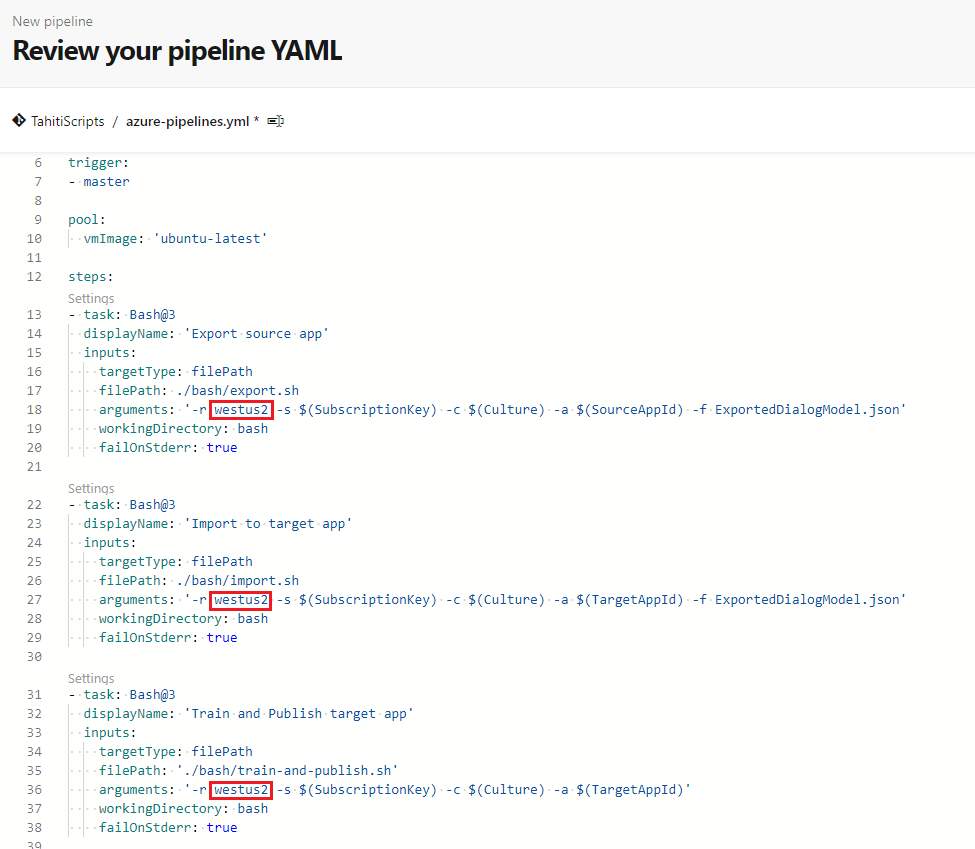 New pipeline
Review your pipeline YAML
TahitiScripts / azure-pipelines.yml *
6 trigger:
7 - master
8
9 pool:
10 vmImage: 'ubuntu-latest'
11
12 steps:
Settings
13 - task: Bash@3
14 displayName: 'Export source app'
15 inputs:
16 targetType: filePath
17 filePath: ./bash/export.sh
18 arguments: '-r westus2 -s $(SubscriptionKey) -c $(Culture) -a $(SourceAppId) -f ExportedDialogModel.json'
19 workingDirectory: bash
20 failOnStderr: true
21
Settings
22 - task: Bash@3
23 displayName: 'Import to target app'
24 inputs:
25 targetType: filePath
26 filePath: ./bash/import.sh
27 arguments: '-r westus2 -s $(SubscriptionKey) -c $(Culture) -a $(TargetAppId) -f ExportedDialogModel.json'
28 workingDirectory: bash
29 failOnStderr: true
30
Settings
31 - task: Bash@3
32 displayName: 'Train and Publish target app'
33 inputs:
34 targetType: filePath
35 filePath: './bash/train-and-publish.sh'
36 arguments: '-r westus2 -s $(SubscriptionKey) -c $(Culture) -a $(TargetAppId)'
37 workingDirectory: bash
38 failOnStderr: true
39